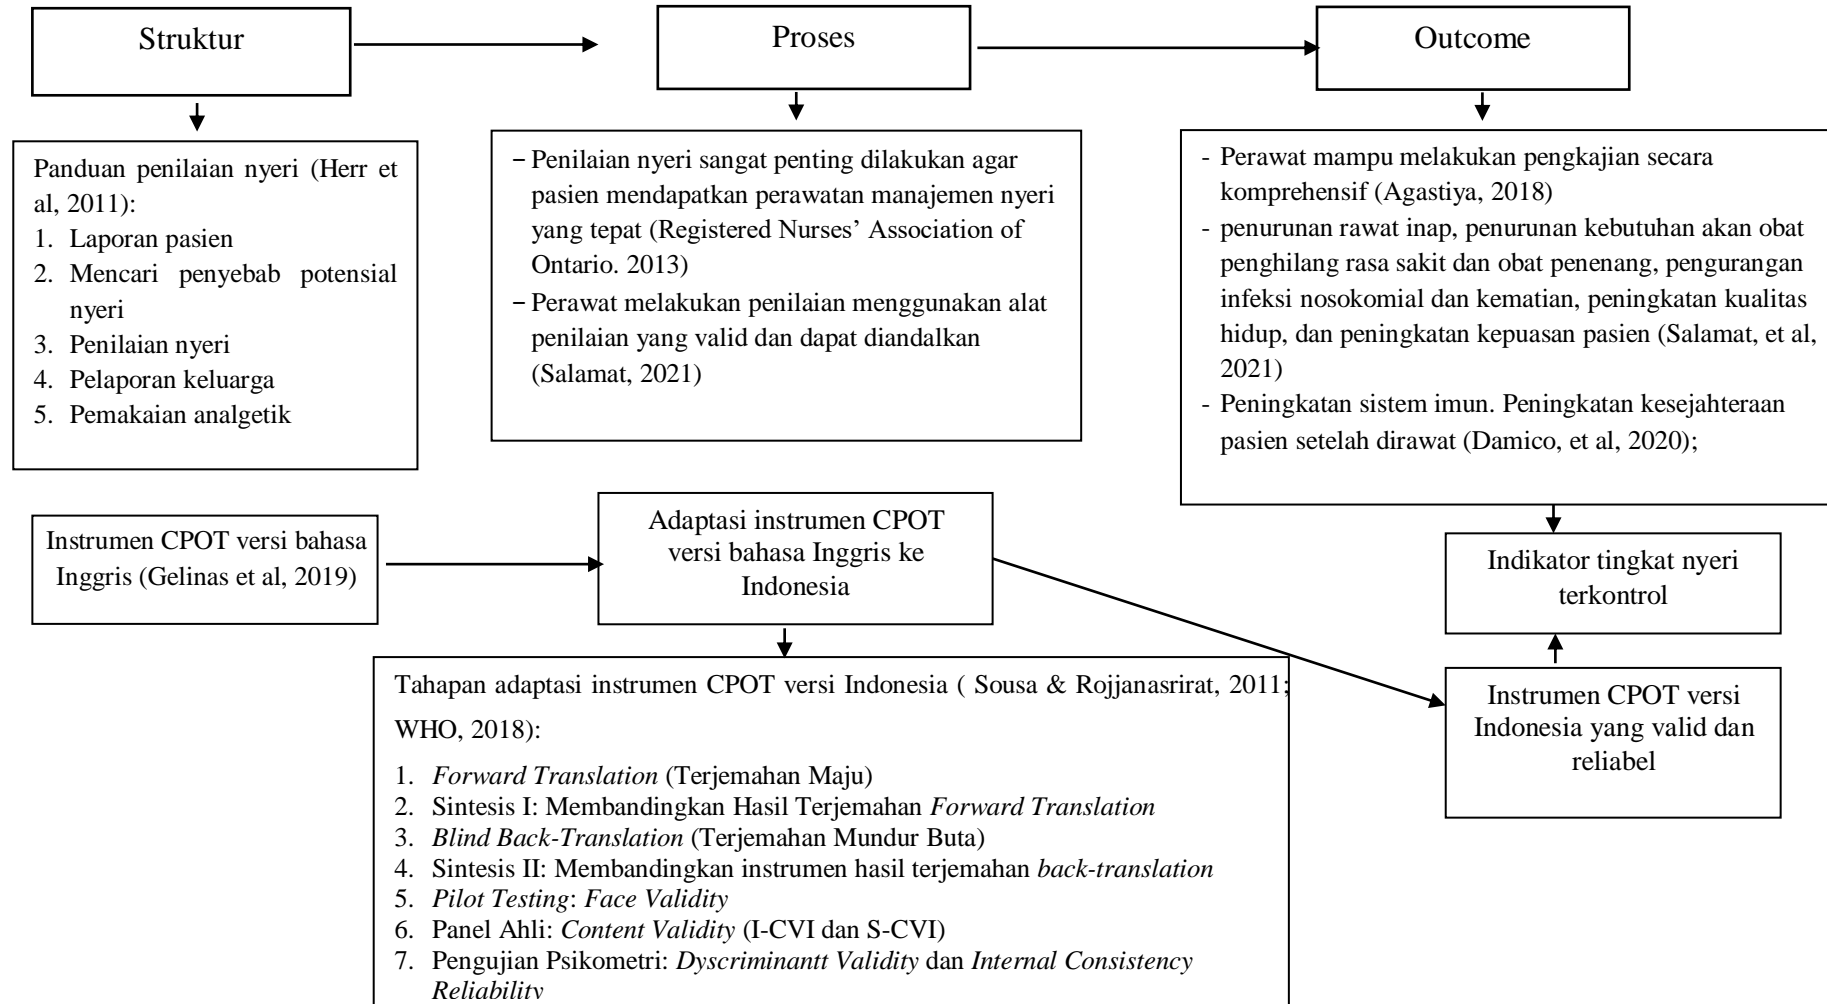 Struktur
Proses
Outcome
Panduan penilaian nyeri (Herr et
al, 2011):
1. Laporan pasien
2. Mencari penyebab potensial
nyeri
3. Penilaian nyeri
4. Pelaporan keluarga
5. Pemakaian analgetik
– Penilaian nyeri sangat penting dilakukan agar
pasien mendapatkan perawatan manajemen nyeri
yang tepat (Registered Nurses’ Association of
Ontario. 2013)
– Perawat melakukan penilaian menggunakan alat
penilaian yang valid dan dapat diandalkan
(Salamat, 2021)
- Perawat mampu melakukan pengkajian secara
komprehensif (Agastiya, 2018)
- penurunan rawat inap, penurunan kebutuhan akan obat
penghilang rasa sakit dan obat penenang, pengurangan
infeksi nosokomial dan kematian, peningkatan kualitas
hidup, dan peningkatan kepuasan pasien (Salamat, et al,
2021)
- Peningkatan sistem imun. Peningkatan kesejahteraan
pasien setelah dirawat (Damico, et al, 2020);
Instrumen CPOT versi bahasa
Inggris (Gelinas et al, 2019)
Adaptasi instrumen CPOT
versi bahasa Inggris ke
Indonesia
Indikator tingkat nyeri
terkontrol
Tahapan adaptasi instrumen CPOT versi Indonesia ( Sousa & Rojjanasrirat, 2011;
WHO, 2018):
1. Forward Translation (Terjemahan Maju)
2. Sintesis I: Membandingkan Hasil Terjemahan Forward Translation
3. Blind Back-Translation (Terjemahan Mundur Buta)
4. Sintesis II: Membandingkan instrumen hasil terjemahan back-translation
5. Pilot Testing: Face Validity
6. Panel Ahli: Content Validity (I-CVI dan S-CVI)
7. Pengujian Psikometri: Dyscriminantt Validity dan Internal Consistency
Reliability
Instrumen CPOT versi
Indonesia yang valid dan
reliabel